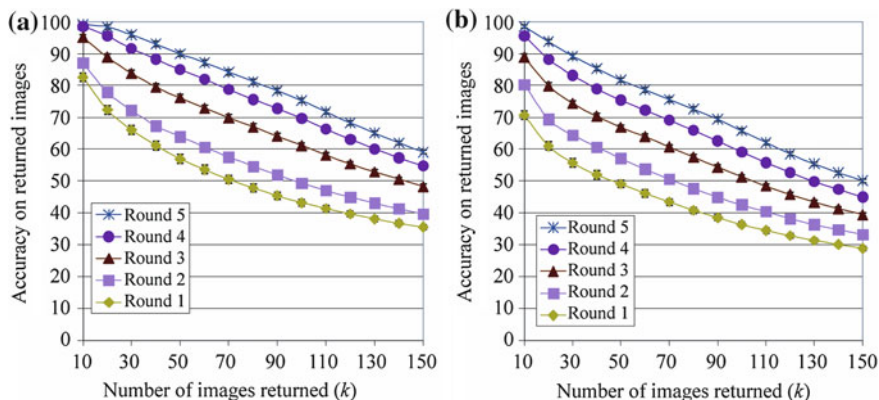 (a)
Accuracy on returned images
100
90
80
70
60
50
40
30
20
10
0
Round 5
Round 4
Round 3
Round 2
Round 1
10 30 50 70 90 110 130 150
Number of images returned (k)
(b)
Accuracy on returned images
100
90
80
70
60
50
40
30
20
10
0
Round 5
Round 4
Round 3
Round 2
Round 1
10 30 50 70 90 110 130 150
Number of images returned (k)